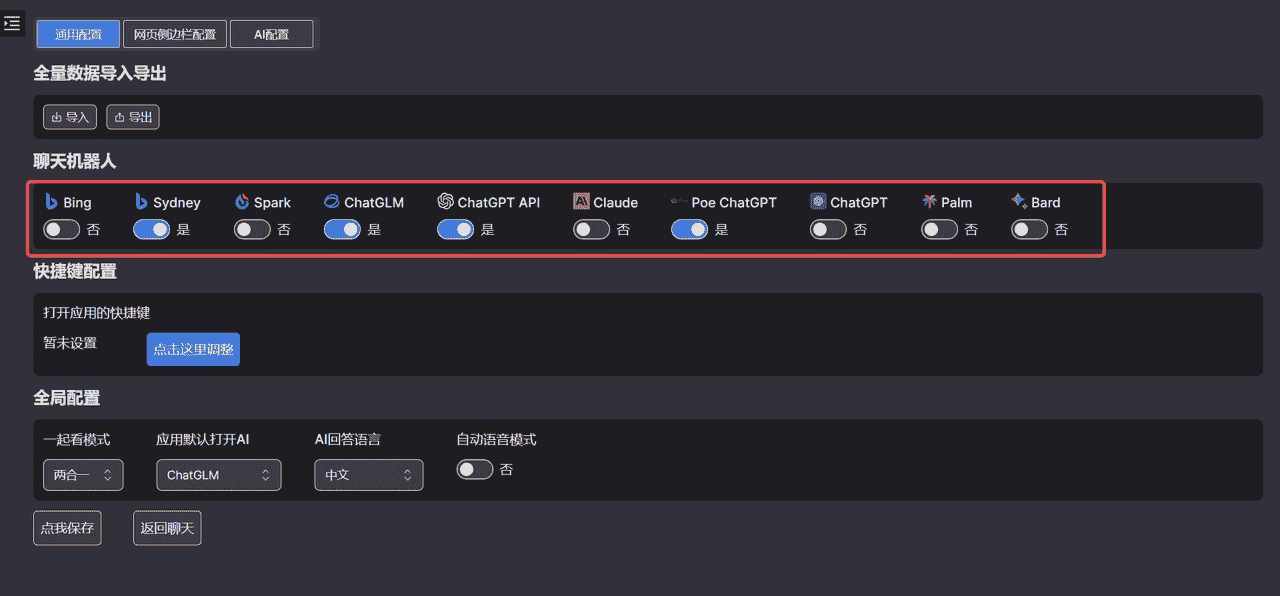 通用配置 网页侧边栏配置 AI配置
全量数据导入导出
导入 导出
聊天机器人
Bing Sydney Spark ChatGLM ChatGPT API Claude Poe ChatGPT ChatGPT Palm Bard
否 是 否 是 是 否 是 否 否 否
快捷键配置
打开应用的快捷键
暂未设置 点击这里调整
全局配置
一起看模式 应用默认打开AI AI回答语言 自动语音模式
两合一 ChatGLM 中文 否
点我保存 返回聊天